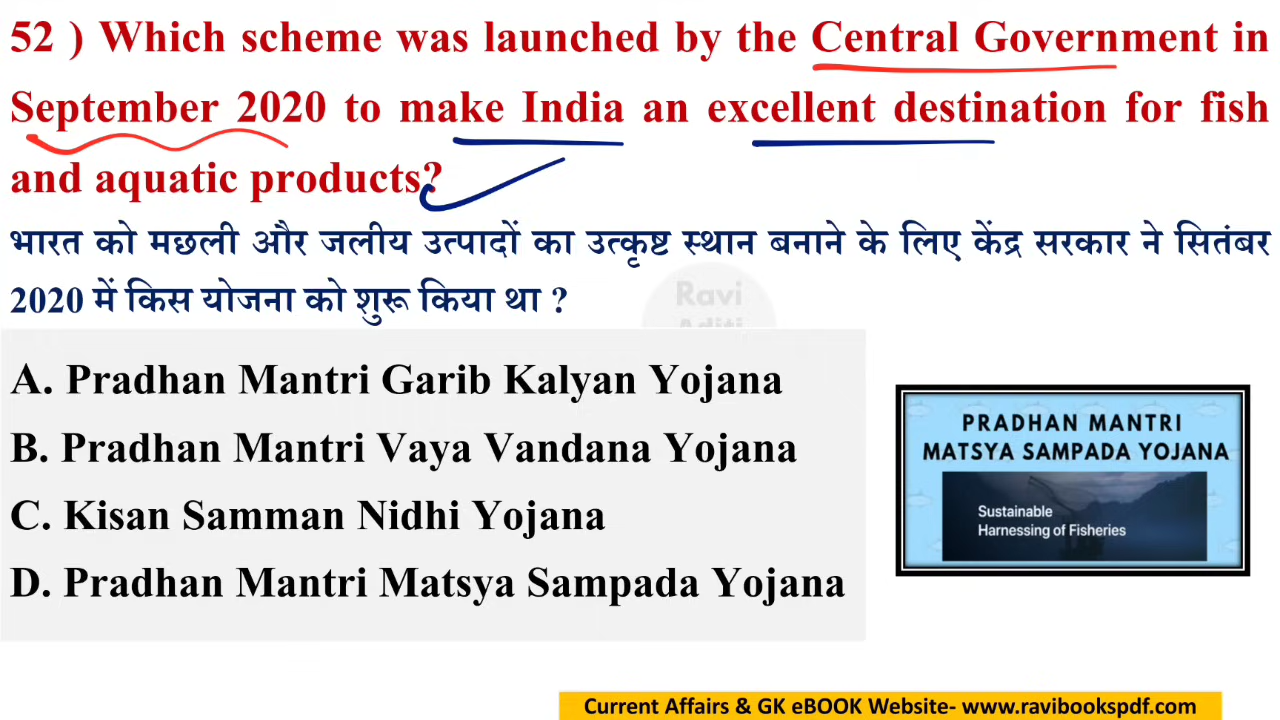 52 ) Which scheme was launched by the Central Government in
September 2020 to make India an excellent destination for fish
and aquatic products?
भारत को मछली और जलीय उत्पादों का उत्कृष्ट स्थान बनाने के लिए केंद्र सरकार ने सितंबर
2020 में किस योजना को शुरू किया था ?
Ravi
Aditi
A. Pradhan Mantri Garib Kalyan Yojana
B. Pradhan Mantri Vaya Vandana Yojana
C. Kisan Samman Nidhi Yojana
D. Pradhan Mantri Matsya Sampada Yojana
PRADHAN MANTRI
MATSYA SAMPADA YOJANA
Sustainable
Harnessing of Fisheries
Current Affairs & GK eBOOK Website- www.ravibookspdf.com